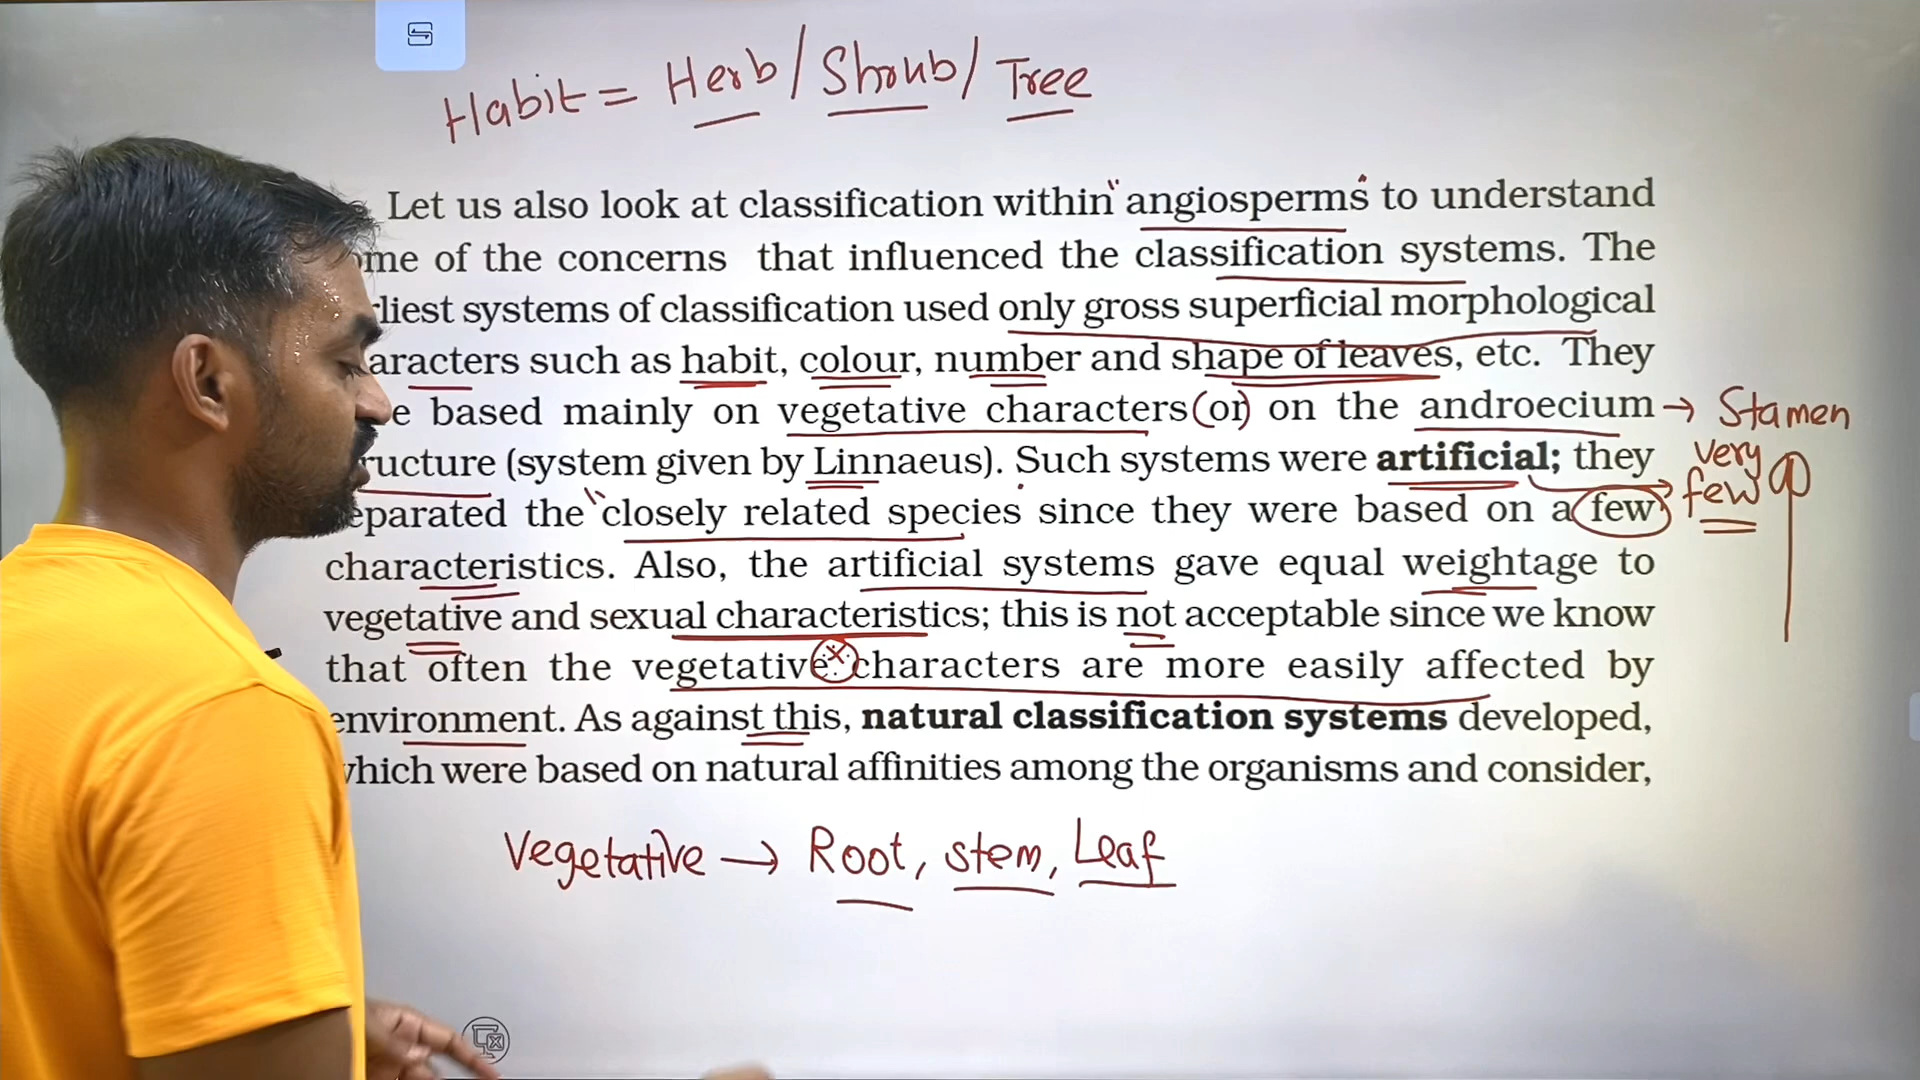 Habit = Herb / Shrub / Tree
Let us also look at classification within "angiosperms" to understand
me of the concerns that influenced the classification systems. The
rliest systems of classification used only gross superficial morphological
aracters such as habit, colour, number and shape of leaves, etc. They
e based mainly on vegetative characters (or) on the androecium → Stamen
ructure (system given by Linnaeus). Such systems were artificial; they very
eparated the "closely related species since they were based on a few few
characteristics. Also, the artificial systems gave equal weightage to
vegetative and sexual characteristics; this is not acceptable since we know
that often the vegetative characters are more easily affected by
environment. As against this, natural classification systems developed,
which were based on natural affinities among the organisms and consider,
Vegetative → Root, stem, Leaf